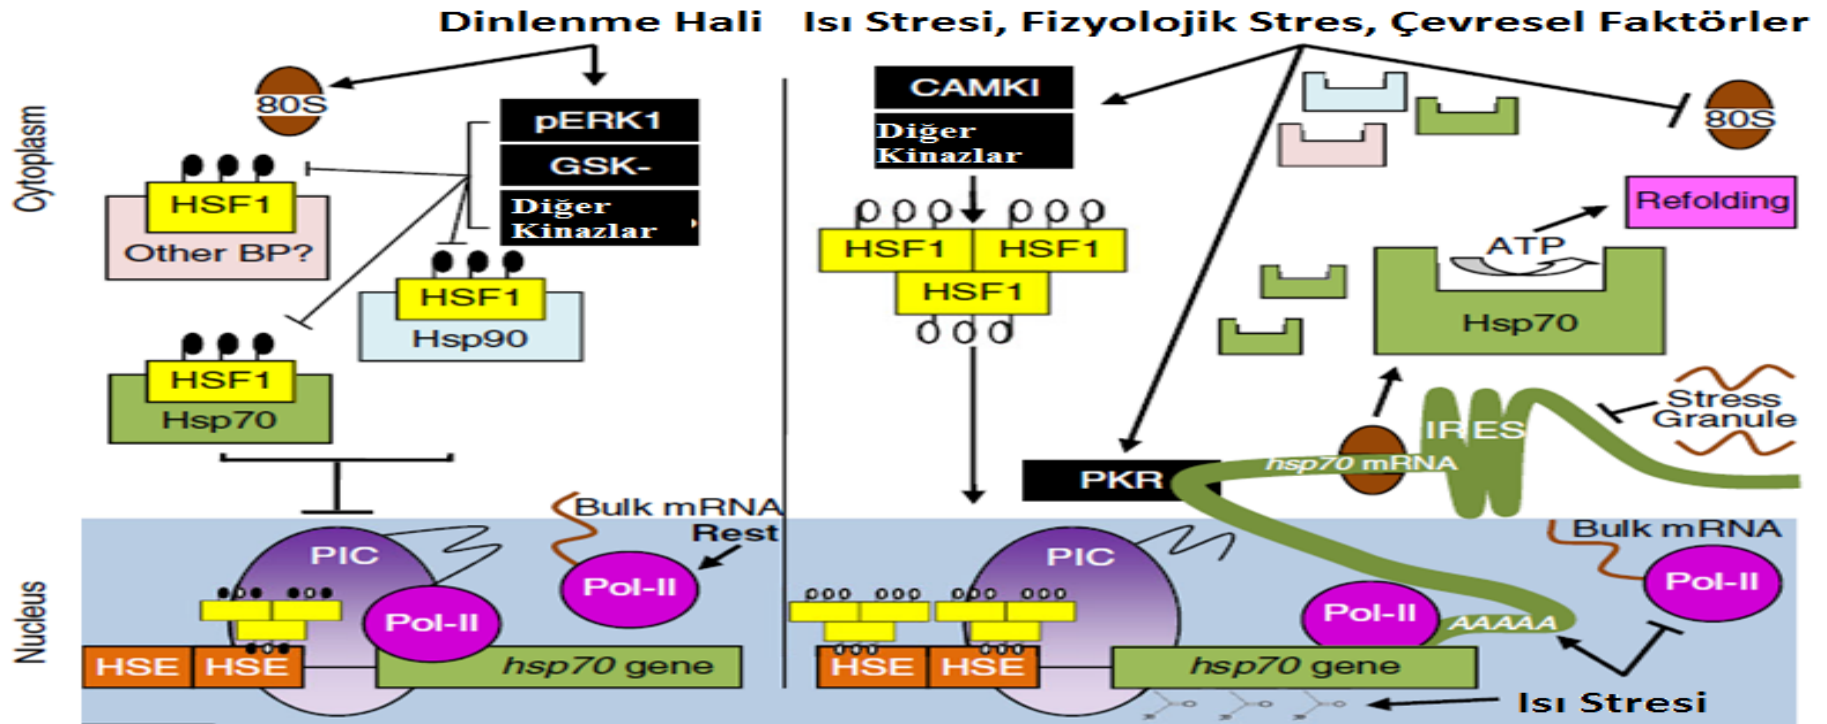 Dinlenme Hali
Isı Stresi, Fizyolojik Stres, Çevresel Faktörler
Cytoplasm
80S
pERK1
GSK-
Diğer
Kinazlar
HSF1
Other BP?
HSF1
Hsp90
HSF1
Hsp70
CAMKI
Diğer
Kinazlar
HSF1
HSF1
HSF1
80S
Refolding
ATP
Hsp70
Stress
Granule
IRES
hsp70 mRNA
PKR
Nucleus
Bulk mRNA
Rest
PIC
Pol-II
Pol-II
HSE
HSE
hsp70 gene
PIC
Bulk mRNA
Pol-II
Pol-II
AAAAA
HSE
HSE
hsp70 gene
Isı Stresi